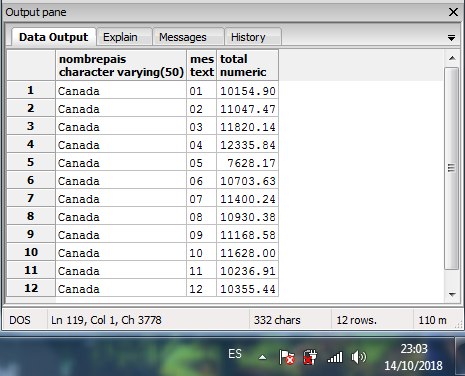 Output pane
Data Output Explain Messages History
nombrepais mes total
character varying(50) text numeric
1 Canada 01 10154.90
2 Canada 02 11047.47
3 Canada 03 11820.14
4 Canada 04 12335.84
5 Canada 05 7628.17
6 Canada 06 10703.63
7 Canada 07 11400.24
8 Canada 08 10930.38
9 Canada 09 11168.58
10 Canada 10 11628.00
11 Canada 11 10236.91
12 Canada 12 10355.44
DOS Ln 119, Col 1, Ch 3778 332 chars 12 rows. 110 m
ES 23:03
14/10/2018